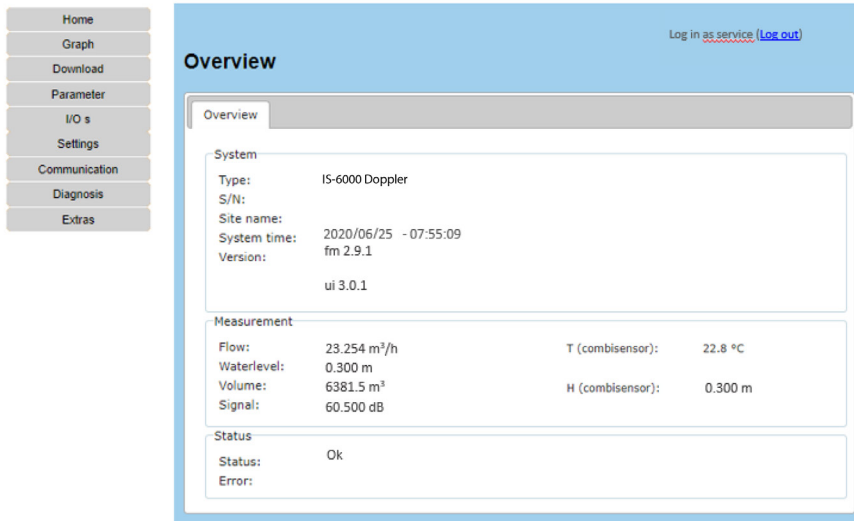 Home
Graph
Download
Parameter
I/O s
Settings
Communication
Diagnosis
Extras
Log in as service (Log out)
Overview
Overview
System
Type: IS-6000 Doppler
S/N:
Site name:
System time: 2020/06/25 - 07:55:09
Version: fm 2.9.1
ui 3.0.1
Measurement
Flow: 23.254 m³/h T (combisensor): 22.8 °C
Waterlevel: 0.300 m
Volume: 6381.5 m³ H (combisensor): 0.300 m
Signal: 60.500 dB
Status
Status: Ok
Error: